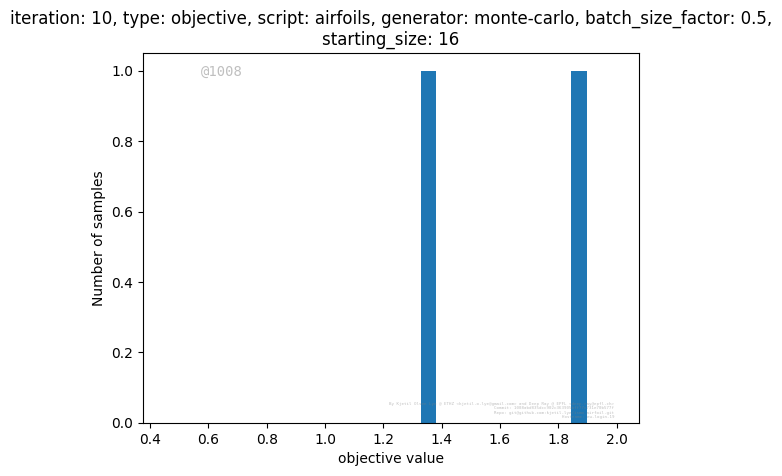 iteration: 10, type: objective, script: airfoils, generator: monte-carlo, batch_size_factor: 0.5,
starting_size: 16
@1008
1.0
0.8
0.6
0.4
0.2
0.0
Number of samples
0.4 0.6 0.8 1.0 1.2 1.4 1.6 1.8 2.0
objective value